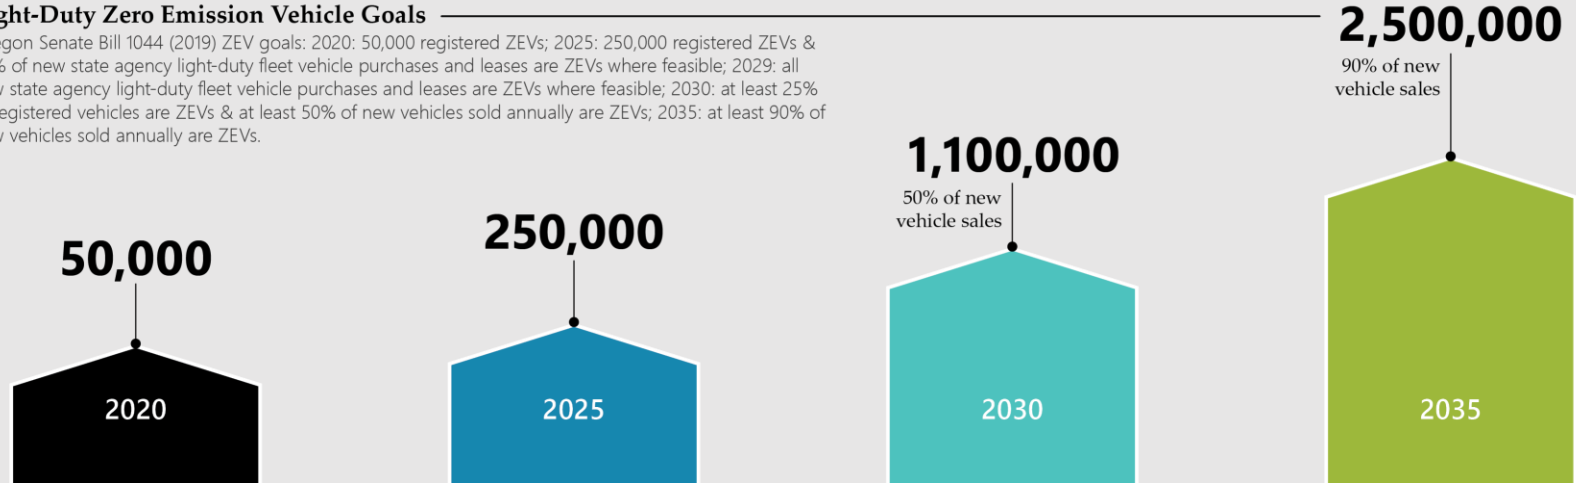 ght-Duty Zero Emission Vehicle Goals
egon Senate Bill 1044 (2019) ZEV goals: 2020: 50,000 registered ZEVs; 2025: 250,000 registered ZEVs &
% of new state agency light-duty fleet vehicle purchases and leases are ZEVs where feasible; 2029: all
w state agency light-duty fleet vehicle purchases and leases are ZEVs where feasible; 2030: at least 25%
registered vehicles are ZEVs & at least 50% of new vehicles sold annually are ZEVs; 2035: at least 90% of
w vehicles sold annually are ZEVs.
2,500,000
90% of new
vehicle sales
1,100,000
50% of new
vehicle sales
250,000
50,000
2020
2025
2030
2035